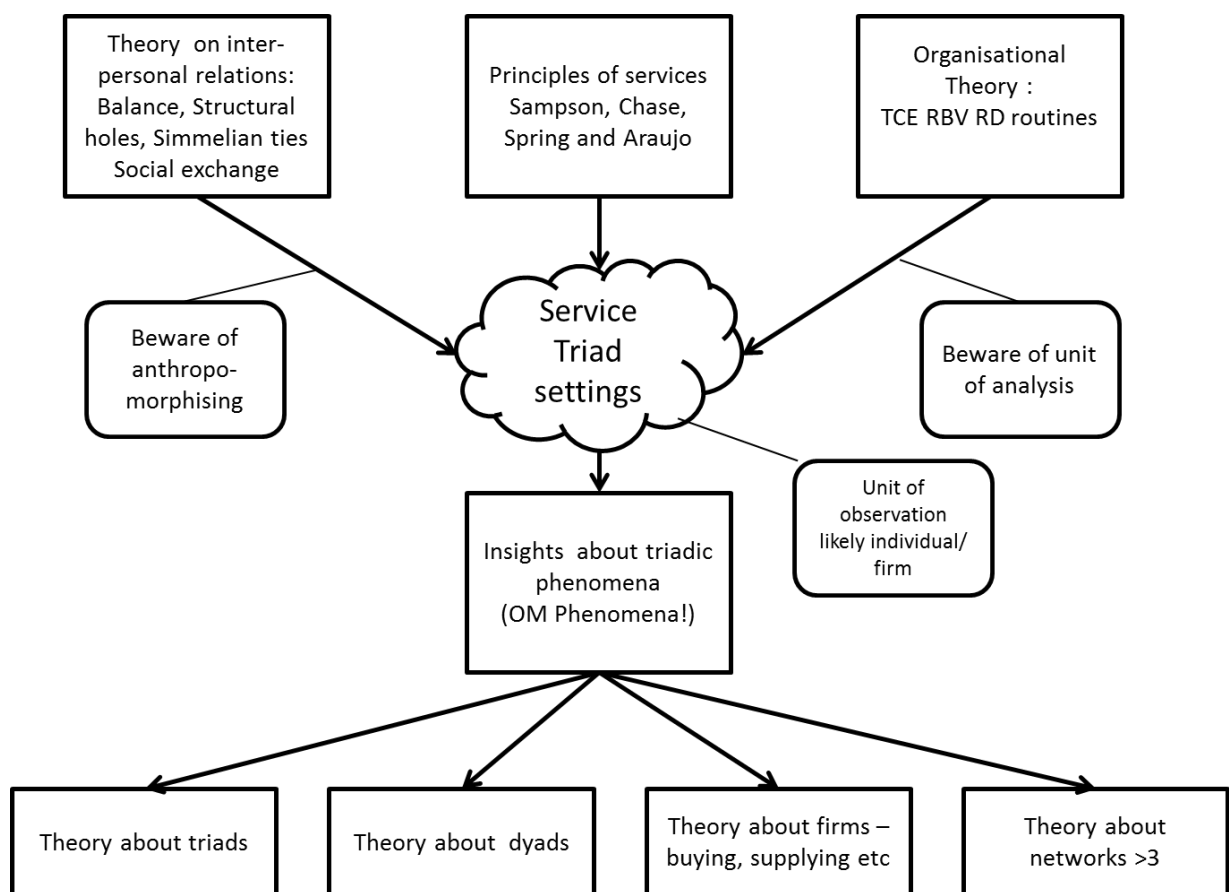 Theory on inter-
personal relations:
Balance, Structural
holes, Simmelian ties
Social exchange
Principles of services
Sampson, Chase,
Spring and Araujo
Organisational
Theory :
TCE RBV RD routines
Beware of
anthropo-
morphising
Service
Triad
settings
Beware of unit
of analysis
Unit of
observation
likely individual/
firm
Insights about triadic
phenomena
(OM Phenomena!)
Theory about triads
Theory about dyads
Theory about firms –
buying, supplying etc
Theory about
networks >3